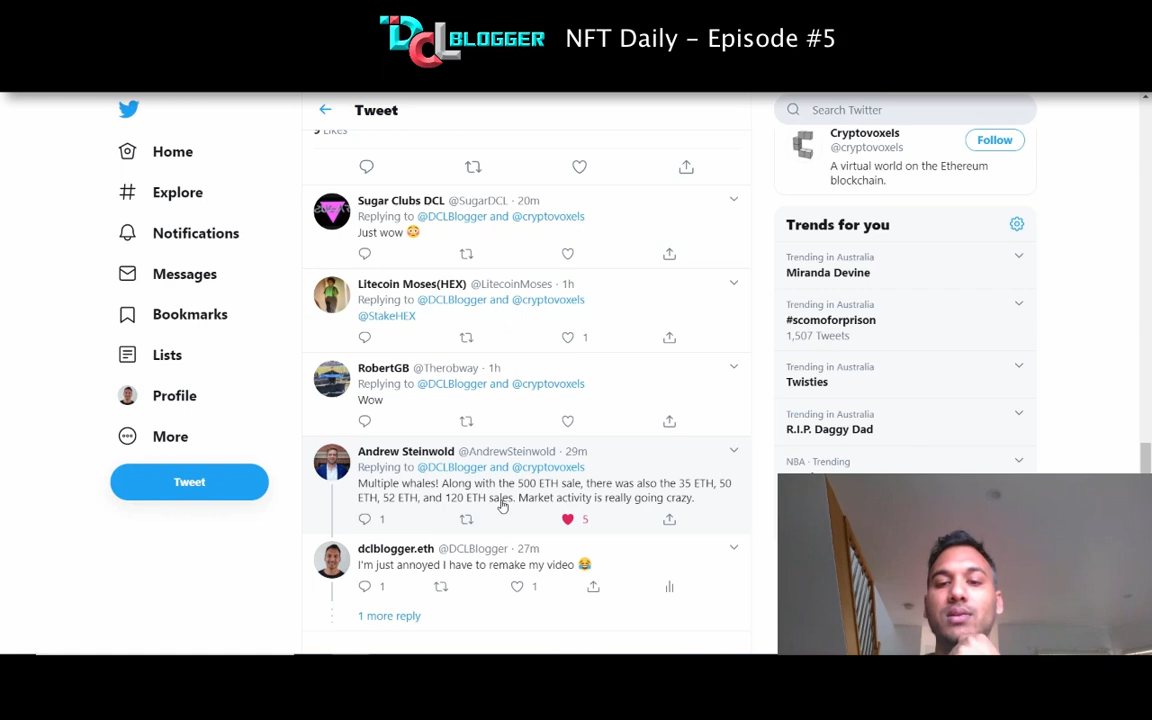 DCL BLOGGER NFT Daily – Episode #5
Tweet
Search Twitter
Likes
Cryptovoxels
@cryptovoxels
Follow
A virtual world on the Ethereum
blockchain.
Home
Explore
Notifications
Messages
Bookmarks
Lists
Profile
More
Tweet
Sugar Clubs DCL @SugarDCL · 20m
Replying to @DCLBlogger and @cryptovoxels
Just wow 😳
Litecoin Moses(HEX) @LitecoinMoses · 1h
Replying to @DCLBlogger and @cryptovoxels
@StakeHEX
1
RobertGB @Therobway · 1h
Replying to @DCLBlogger and @cryptovoxels
Wow
Andrew Steinwold @AndrewSteinwold · 29m
Replying to @DCLBlogger and @cryptovoxels
Multiple whales! Along with the 500 ETH sale, there was also the 35 ETH, 50
ETH, 52 ETH, and 120 ETH sales. Market activity is really going crazy.
1 5
dclblogger.eth @DCLBlogger · 27m
I'm just annoyed I have to remake my video 😂
1 1
1 more reply
Trends for you
Trending in Australia
Miranda Devine
Trending in Australia
#scomoforprison
1,507 Tweets
Trending in Australia
Twisties
Trending in Australia
R.I.P. Daggy Dad
NBA · Trending